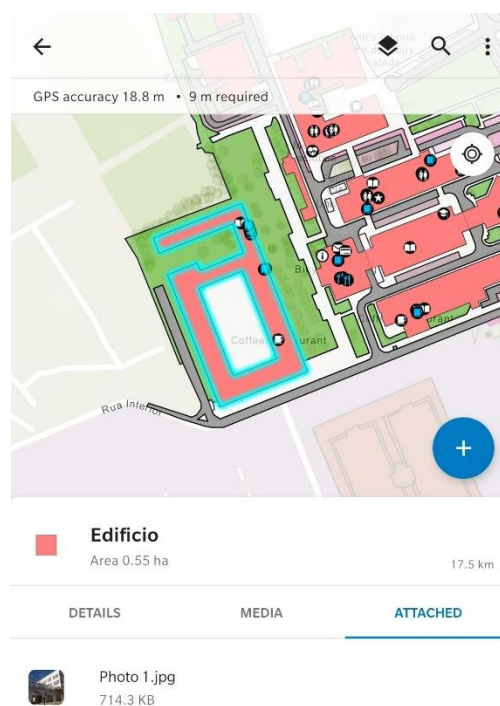 GPS accuracy 18.8 m • 9 m required
Rua Interior
Edificio
Area 0.55 ha
17.5 km
DETAILS
MEDIA
ATTACHED
Photo 1.jpg
714.3 KB